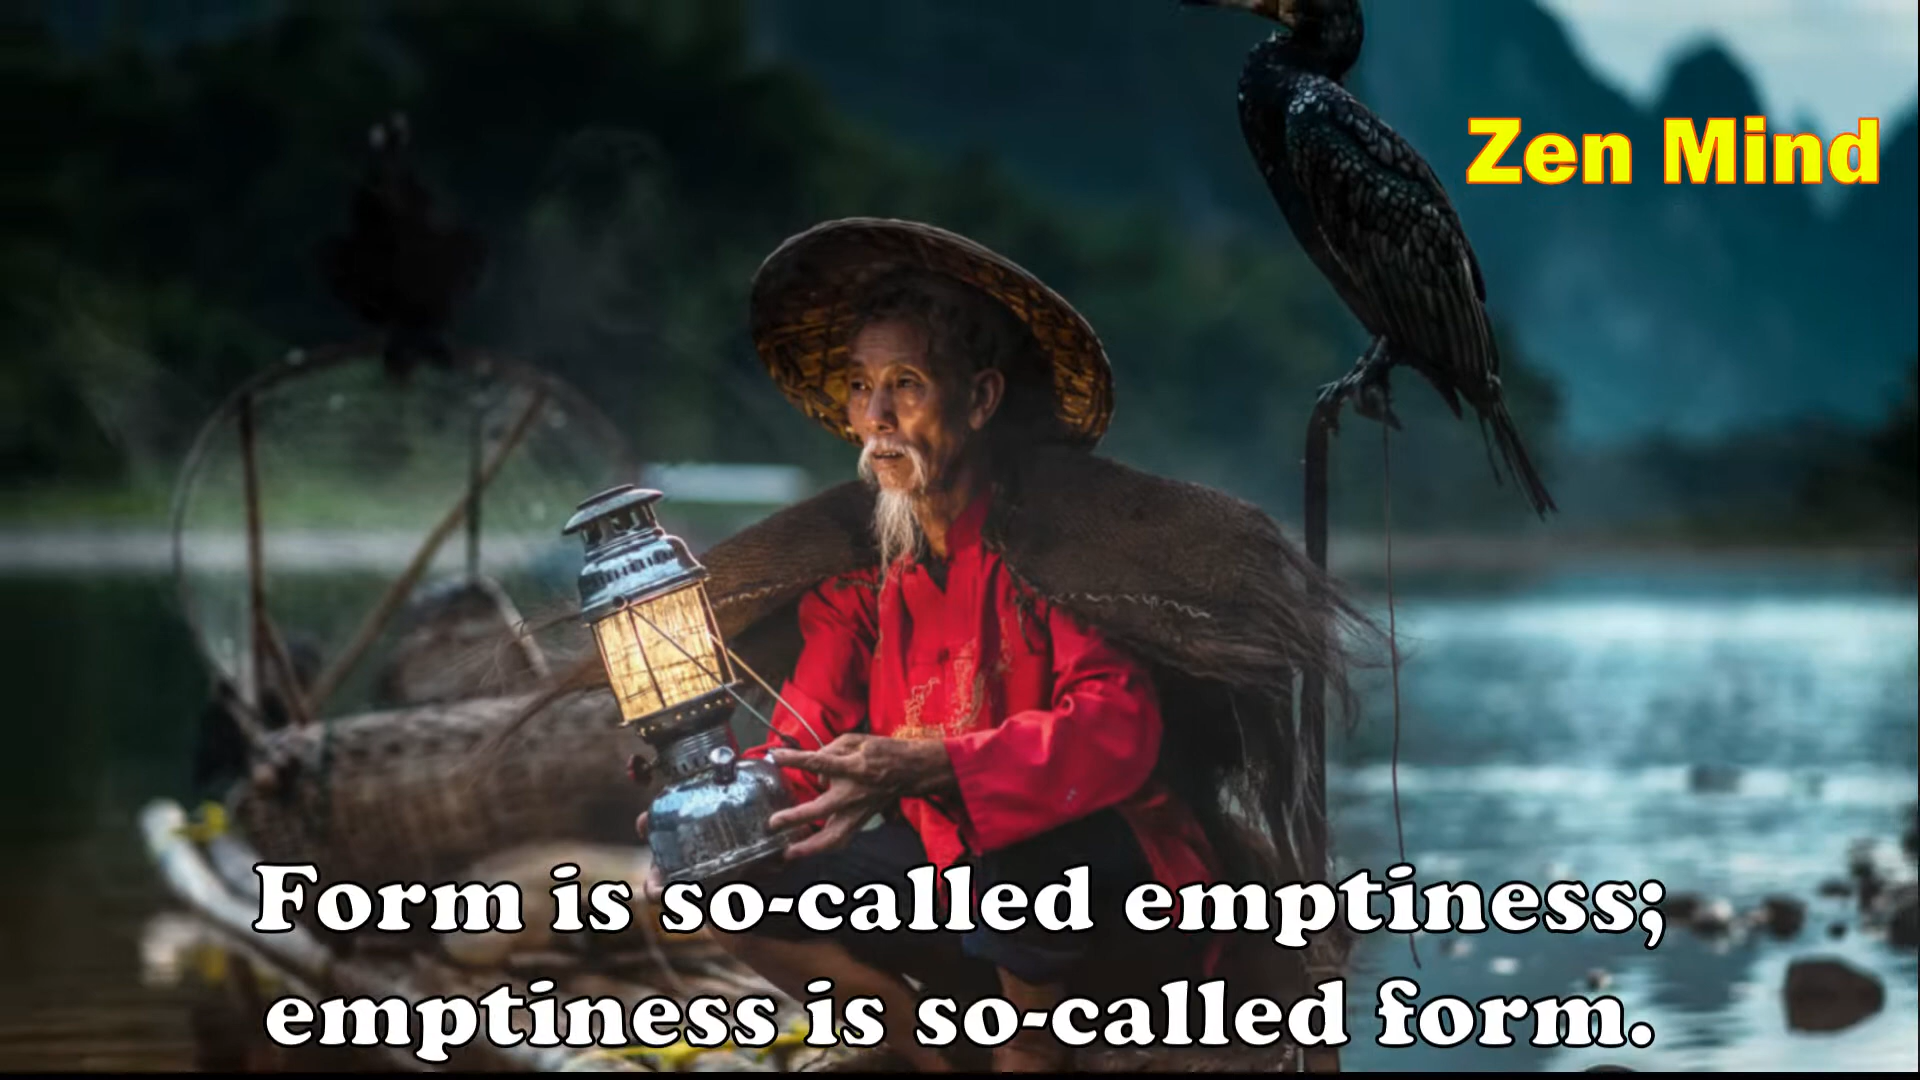 Zen Mind
Form is so-called emptiness;
emptiness is so-called form.